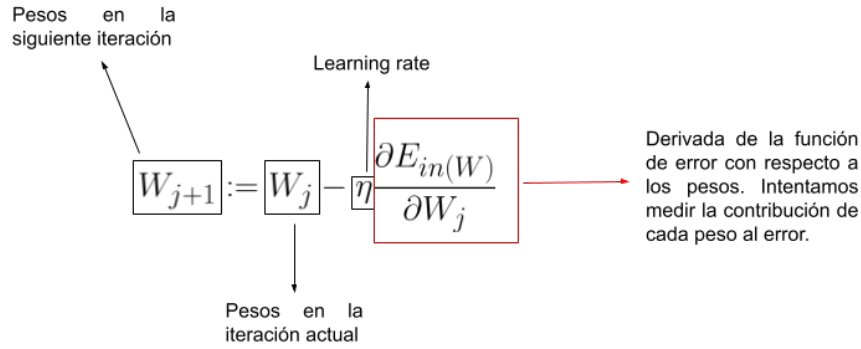 Pesos en la
siguiente iteración
Learning rate
W_{j+1} := W_j − η ∂E_{in(W)} / ∂W_j
Derivada de la función
de error con respecto a
los pesos. Intentamos
medir la contribución de
cada peso al error.
Pesos en la
iteración actual